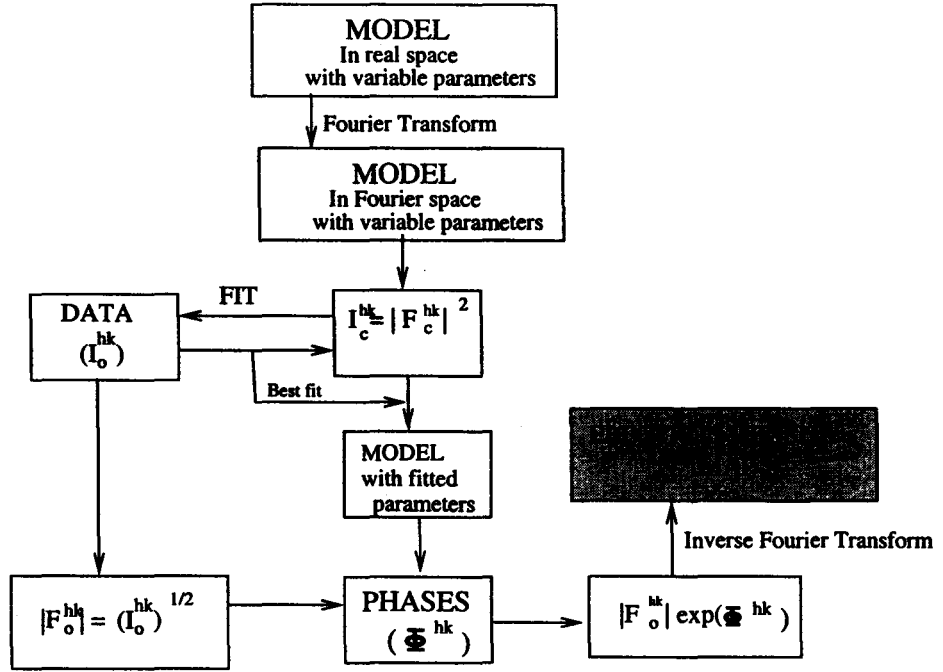 MODEL
In real space
with variable parameters
Fourier Transform
MODEL
In Fourier space
with variable parameters
FIT
DATA
(I_o^hk)
I_c^hk = | F_c^hk | ^2
Best fit
MODEL
with fitted
parameters
Inverse Fourier Transform
|F_o^hk| = (I_o^hk)^1/2
PHASES
( Φ^hk )
|F_o^hk| exp(Φ^hk)